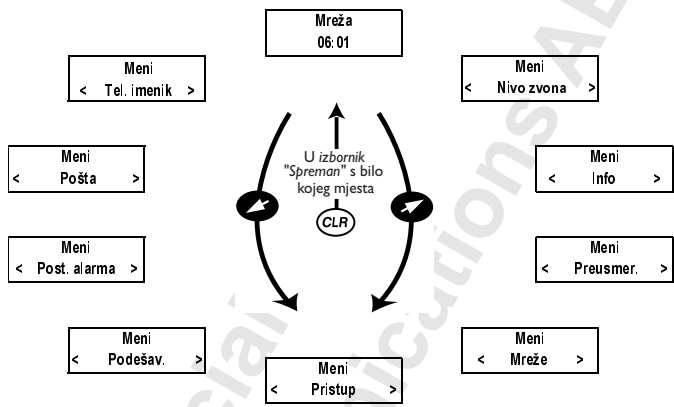 Mreža
06:01
Meni
< Tel. imenik >
Meni
< Nivo zvona >
U izbornik
"Spreman" s bilo
kojeg mjesta
CLR
Meni
< Pošta >
Meni
< Info >
Meni
< Post. alarma >
Meni
< Preusmer. >
Meni
< Podešav. >
Meni
< Mreže >
Meni
< Pristup >